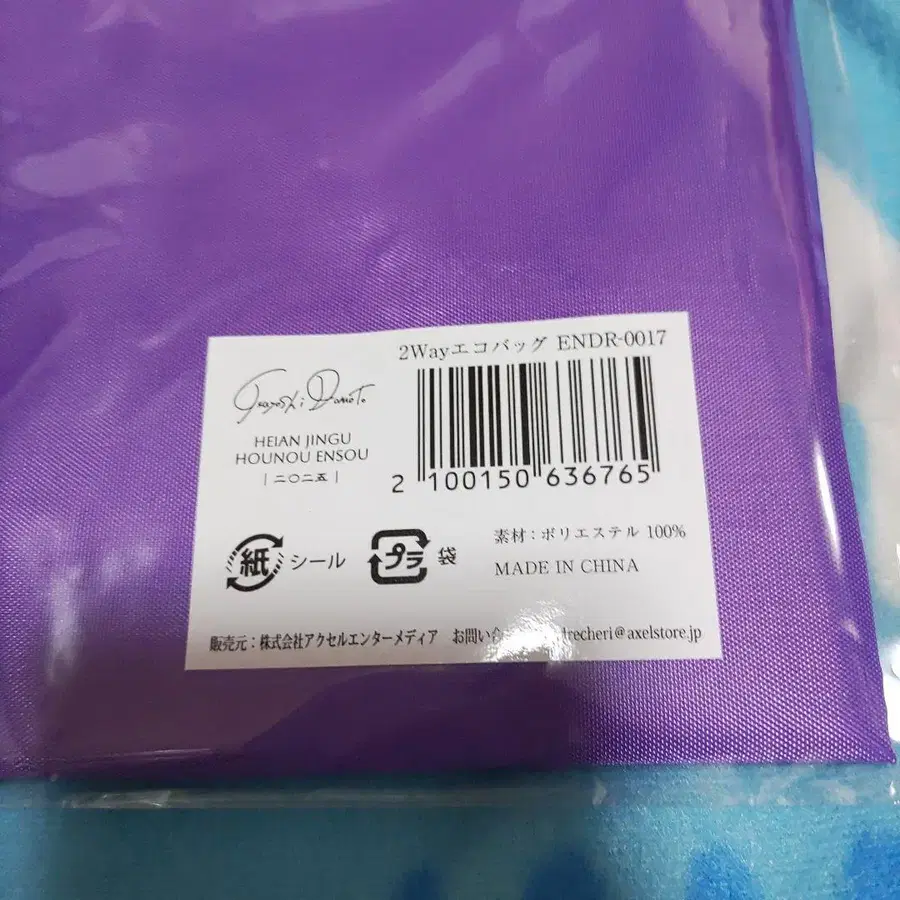 2Wayエコバッグ ENDR-0017
Tsuyoshi Domoto
HEIAN JINGU
HOUNOU ENSOU
|二〇二五|
2 100150 636765
紙 シール
プラ 袋
素材：ポリエステル 100%
MADE IN CHINA
販売元：株式会社アクセルエンターメディア お問い合 drecheri@axelstore.jp